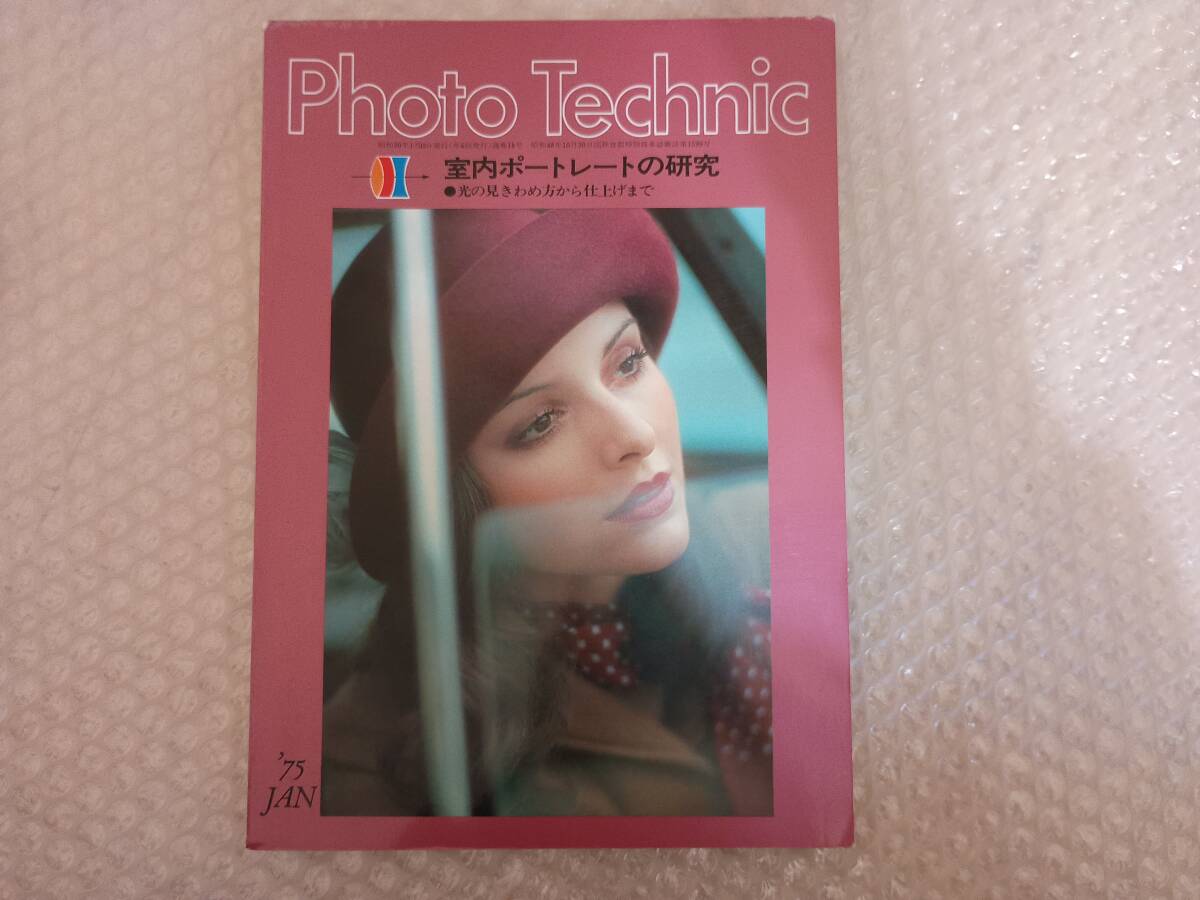 Photo Technic
室内ポートレートの研究
●光の見きわめ方から仕上げまで
'75
JAN